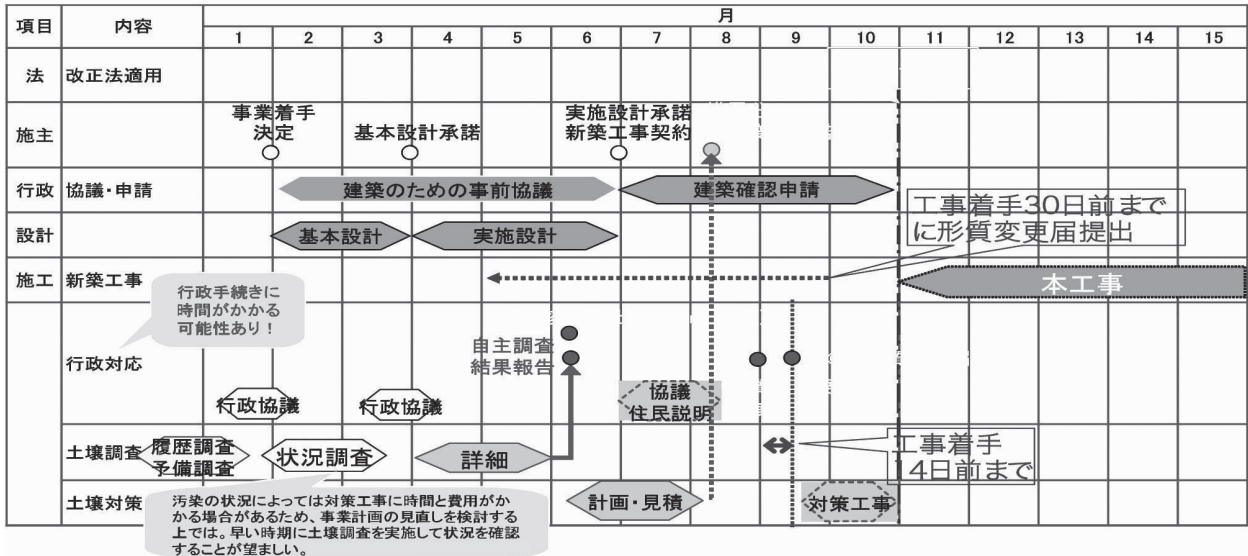 項目 内容 月
1 2 3 4 5 6 7 8 9 10 11 12 13 14 15
法 改正法適用
施主
事業着手
決定
基本設計承諾
実施設計承諾
新築工事契約
行政 協議・申請
建築のための事前協議
建築確認申請
工事着手30日前まで
に形質変更届提出
設計
基本設計
実施設計
施工 新築工事
本工事
行政手続きに
時間がかかる
可能性あり！
行政対応
自主調査
結果報告
行政協議
行政協議
協議
住民説明
土壌調査
履歴調査
予備調査
状況調査
詳細
工事着手
14日前まで
土壌対策
計画・見積
対策工事
汚染の状況によっては対策工事に時間と費用がか
かる場合があるため、事業計画の見直しを検討する
上では。早い時期に土壌調査を実施して状況を確認
することが望ましい。